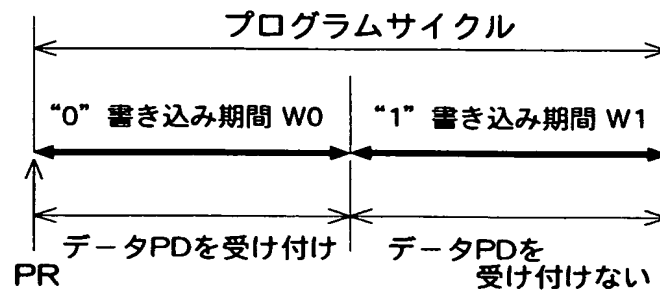 プログラムサイクル
“0” 書き込み期間 W0
“1” 書き込み期間 W1
データPDを受け付け
データPDを
受け付けない
PR